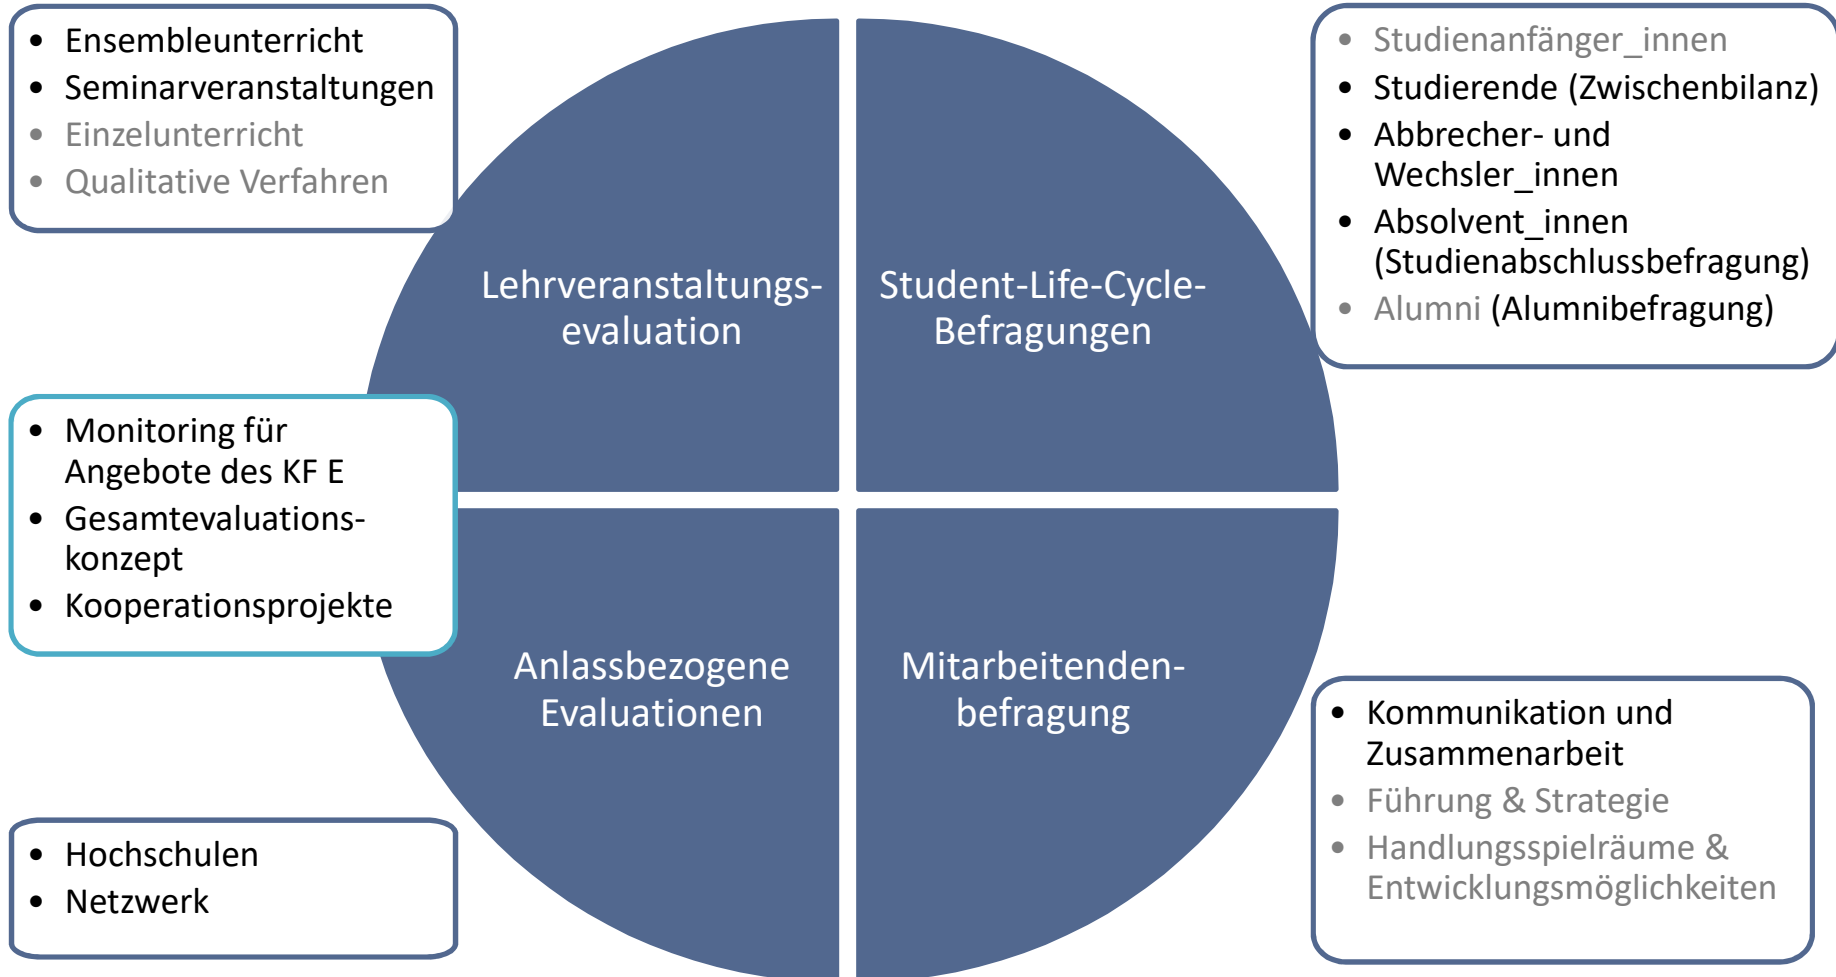 • Ensembleunterricht
• Seminarveranstaltungen
• Einzelunterricht
• Qualitative Verfahren
• Studienanfänger_innen
• Studierende (Zwischenbilanz)
• Abbrecher- und
Wechsler_innen
• Absolvent_innen
(Studienabschlussbefragung)
• Alumni (Alumnibefragung)
Lehrveranstaltungs-
evaluation
Student-Life-Cycle-
Befragungen
• Monitoring für
Angebote des KF E
• Gesamtevaluations-
konzept
• Kooperationsprojekte
Anlassbezogene
Evaluationen
Mitarbeitenden-
befragung
• Kommunikation und
Zusammenarbeit
• Führung & Strategie
• Handlungsspielräume &
Entwicklungsmöglichkeiten
• Hochschulen
• Netzwerk